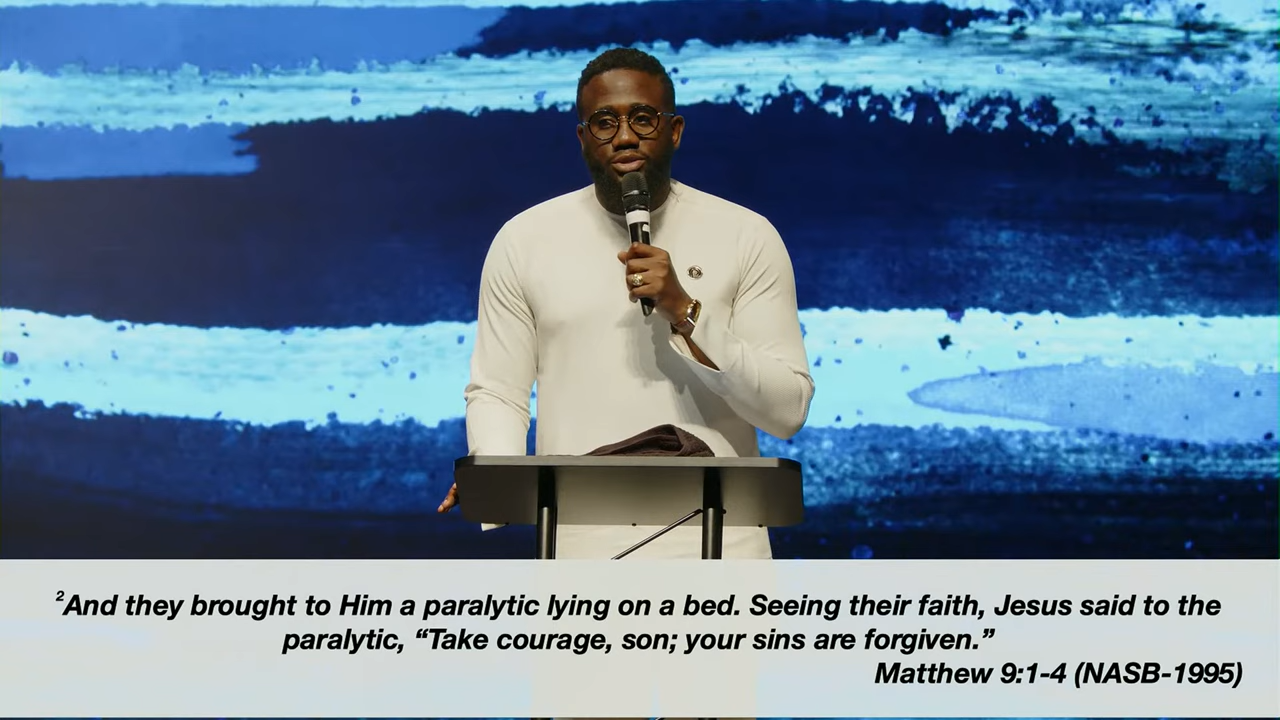 ²And they brought to Him a paralytic lying on a bed. Seeing their faith, Jesus said to the
paralytic, “Take courage, son; your sins are forgiven.”
Matthew 9:1-4 (NASB-1995)